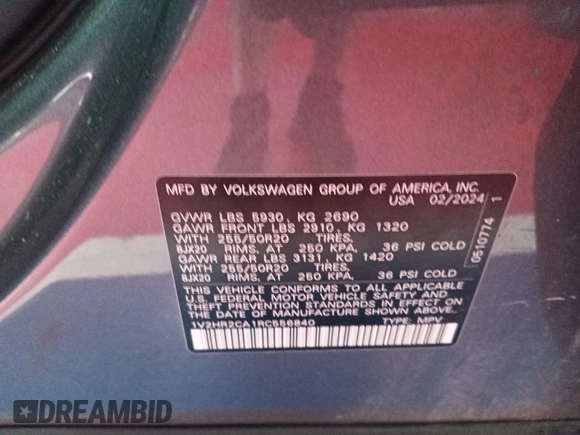 MFD BY VOLKSWAGEN GROUP OF AMERICA, INC.
USA 02/2024
GVWR LBS 5930, KG 2690
GAWR FRONT LBS 2910, KG 1320
WITH 255/50R20 TIRES,
8JX20 RIMS, AT 250 KPA, 36 PSI COLD
GAWR REAR LBS 3131, KG 1420
WITH 255/50R20 TIRES,
8JX20 RIMS, AT 250 KPA, 36 PSI COLD
THIS VEHICLE CONFORMS TO ALL APPLICABLE
U.S. FEDERAL MOTOR VEHICLE SAFETY AND
THEFT PREVENTION STANDARDS IN EFFECT ON
THE DATE OF MANUFACTURE SHOWN ABOVE.
1V2HR2CA1RC556840 TYPE: MPV
0510774 1
DREAMBID